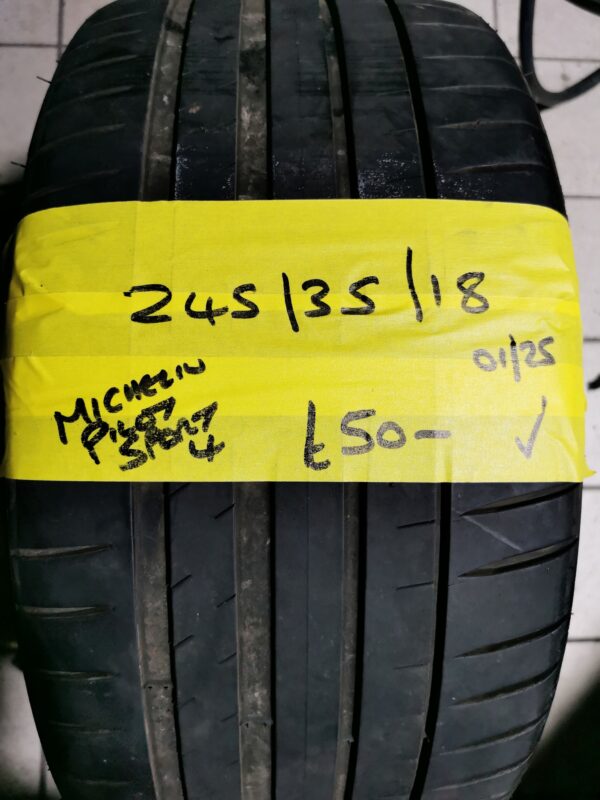 245/35/18
01/25
MICHELIN
PILOT
SPORT
4
£50- ✓